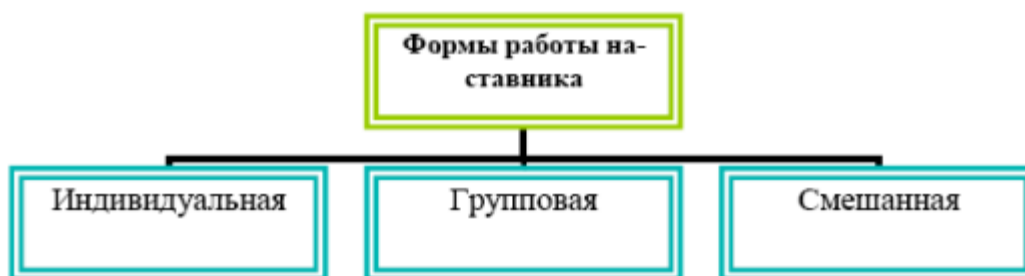 Формы работы на-
ставника
Индивидуальная
Групповая
Смешанная